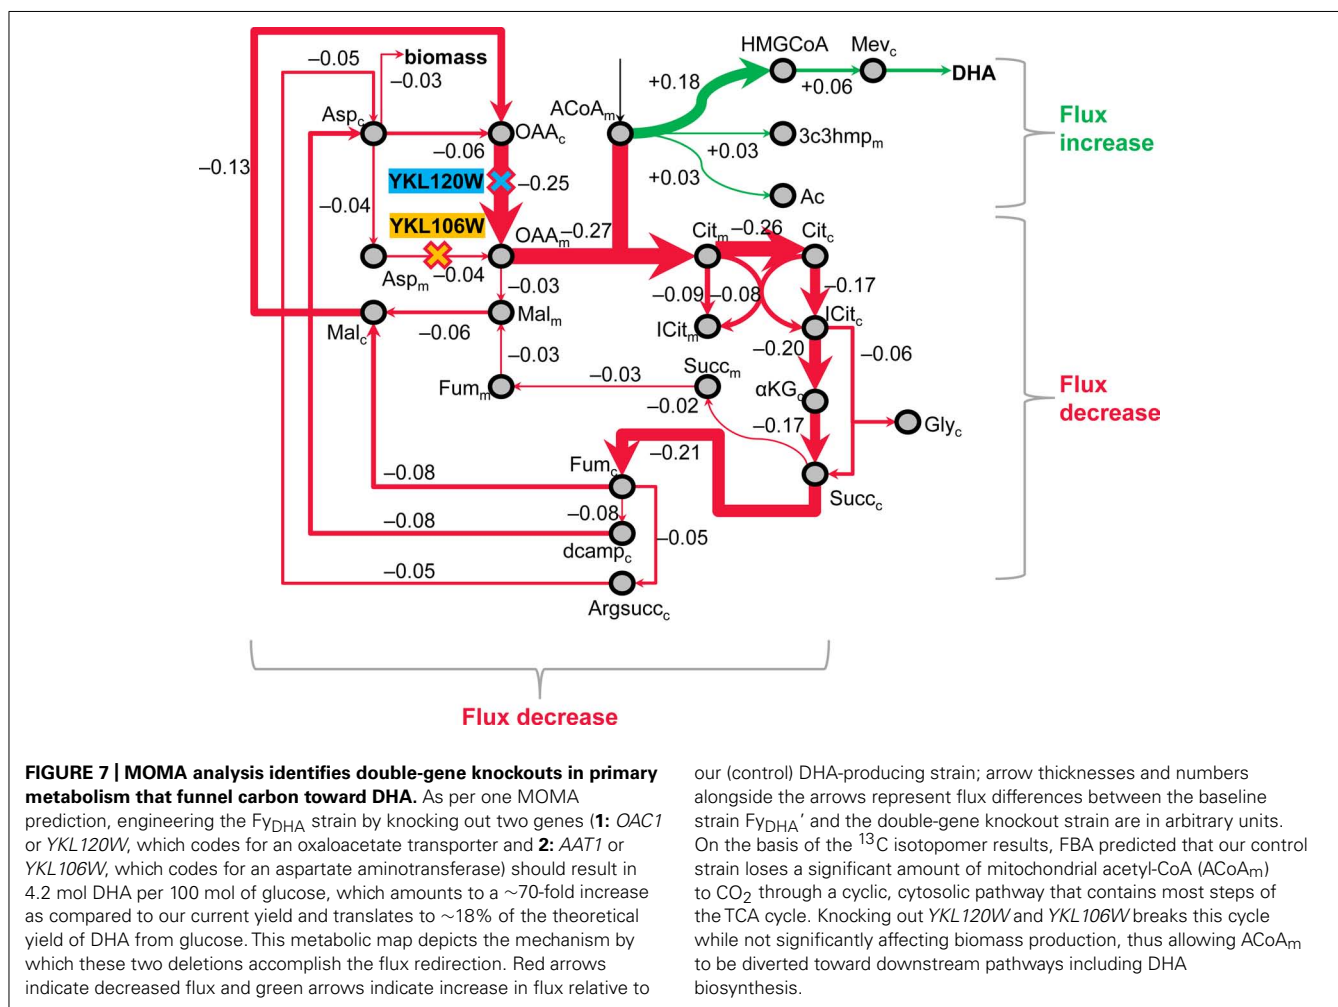 HMGCoA
Mevc
DHA
+0.18
+0.06
ACoAm
3c3hmpm
+0.03
+0.03
Ac
Flux
increase
–0.05
biomass
–0.03
Aspc
OAAc
–0.06
–0.13
YKL120W
–0.25
–0.04
YKL106W
OAAm
–0.27
Citm
–0.26
Citc
Aspm
–0.04
–0.03
–0.09
–0.08
–0.17
Malc
–0.06
Malm
ICitm
ICitc
–0.20
–0.06
–0.03
Fumm
–0.03
Succm
–0.02
αKGc
–0.17
Glyc
Flux
decrease
Fumc
–0.21
Succc
–0.08
–0.08
–0.08
dcampc
–0.05
–0.05
Argsuccc
Flux decrease
FIGURE 7 | MOMA analysis identifies double-gene knockouts in primary
metabolism that funnel carbon toward DHA. As per one MOMA
prediction, engineering the FyDHA strain by knocking out two genes (1: OAC1
or YKL120W, which codes for an oxaloacetate transporter and 2: AAT1 or
YKL106W, which codes for an aspartate aminotransferase) should result in
4.2 mol DHA per 100 mol of glucose, which amounts to a ~70-fold increase
as compared to our current yield and translates to ~18% of the theoretical
yield of DHA from glucose. This metabolic map depicts the mechanism by
which these two deletions accomplish the flux redirection. Red arrows
indicate decreased flux and green arrows indicate increase in flux relative to
our (control) DHA-producing strain; arrow thicknesses and numbers
alongside the arrows represent flux differences between the baseline
strain FyDHA′ and the double-gene knockout strain are in arbitrary units.
On the basis of the 13C isotopomer results, FBA predicted that our control
strain loses a significant amount of mitochondrial acetyl-CoA (ACoAm)
to CO2 through a cyclic, cytosolic pathway that contains most steps of
the TCA cycle. Knocking out YKL120W and YKL106W breaks this cycle
while not significantly affecting biomass production, thus allowing ACoAm
to be diverted toward downstream pathways including DHA
biosynthesis.